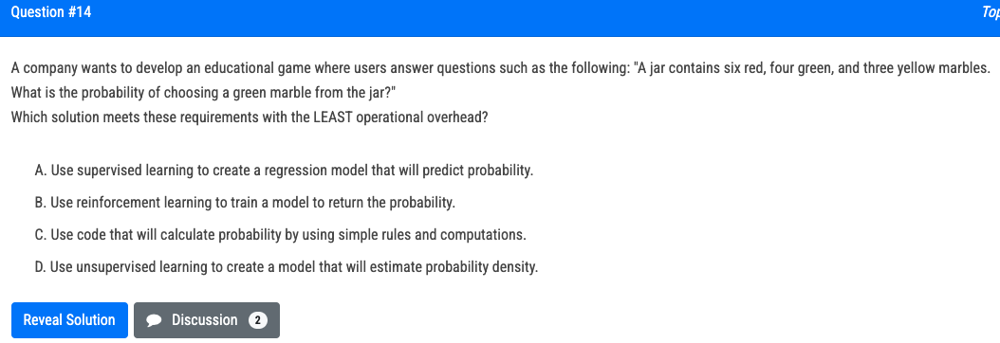 Question #14
A company wants to develop an educational game where users answer questions such as the following: "A jar contains six red, four green, and three yellow marbles.
What is the probability of choosing a green marble from the jar?"
Which solution meets these requirements with the LEAST operational overhead?
A. Use supervised learning to create a regression model that will predict probability.
B. Use reinforcement learning to train a model to return the probability.
C. Use code that will calculate probability by using simple rules and computations.
D. Use unsupervised learning to create a model that will estimate probability density.
Reveal Solution Discussion 2